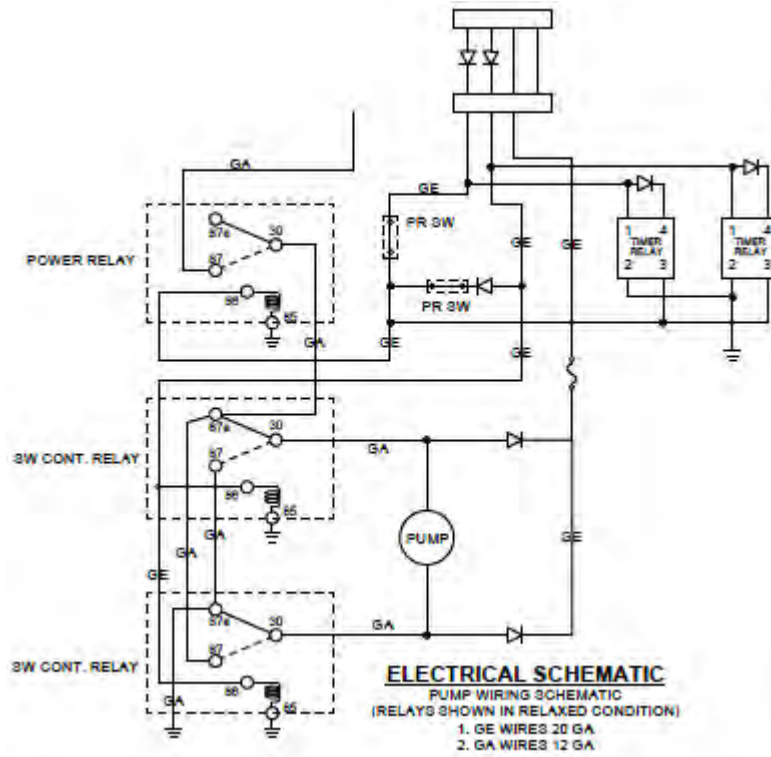 GA
GE
PR SW
POWER RELAY
87a
30
87
86
85
GE
GE
1 4
TIMER
RELAY
2 3
1 4
TIMER
RELAY
2 3
PR SW
GA
GE
GE
SW CONT. RELAY
87a
30
87
86
85
GA
GA
GA
GE
PUMP
GE
SW CONT. RELAY
87a
30
87
86
85
GA
GA
ELECTRICAL SCHEMATIC
PUMP WIRING SCHEMATIC
(RELAYS SHOWN IN RELAXED CONDITION)
1. GE WIRES 20 GA
2. GA WIRES 12 GA